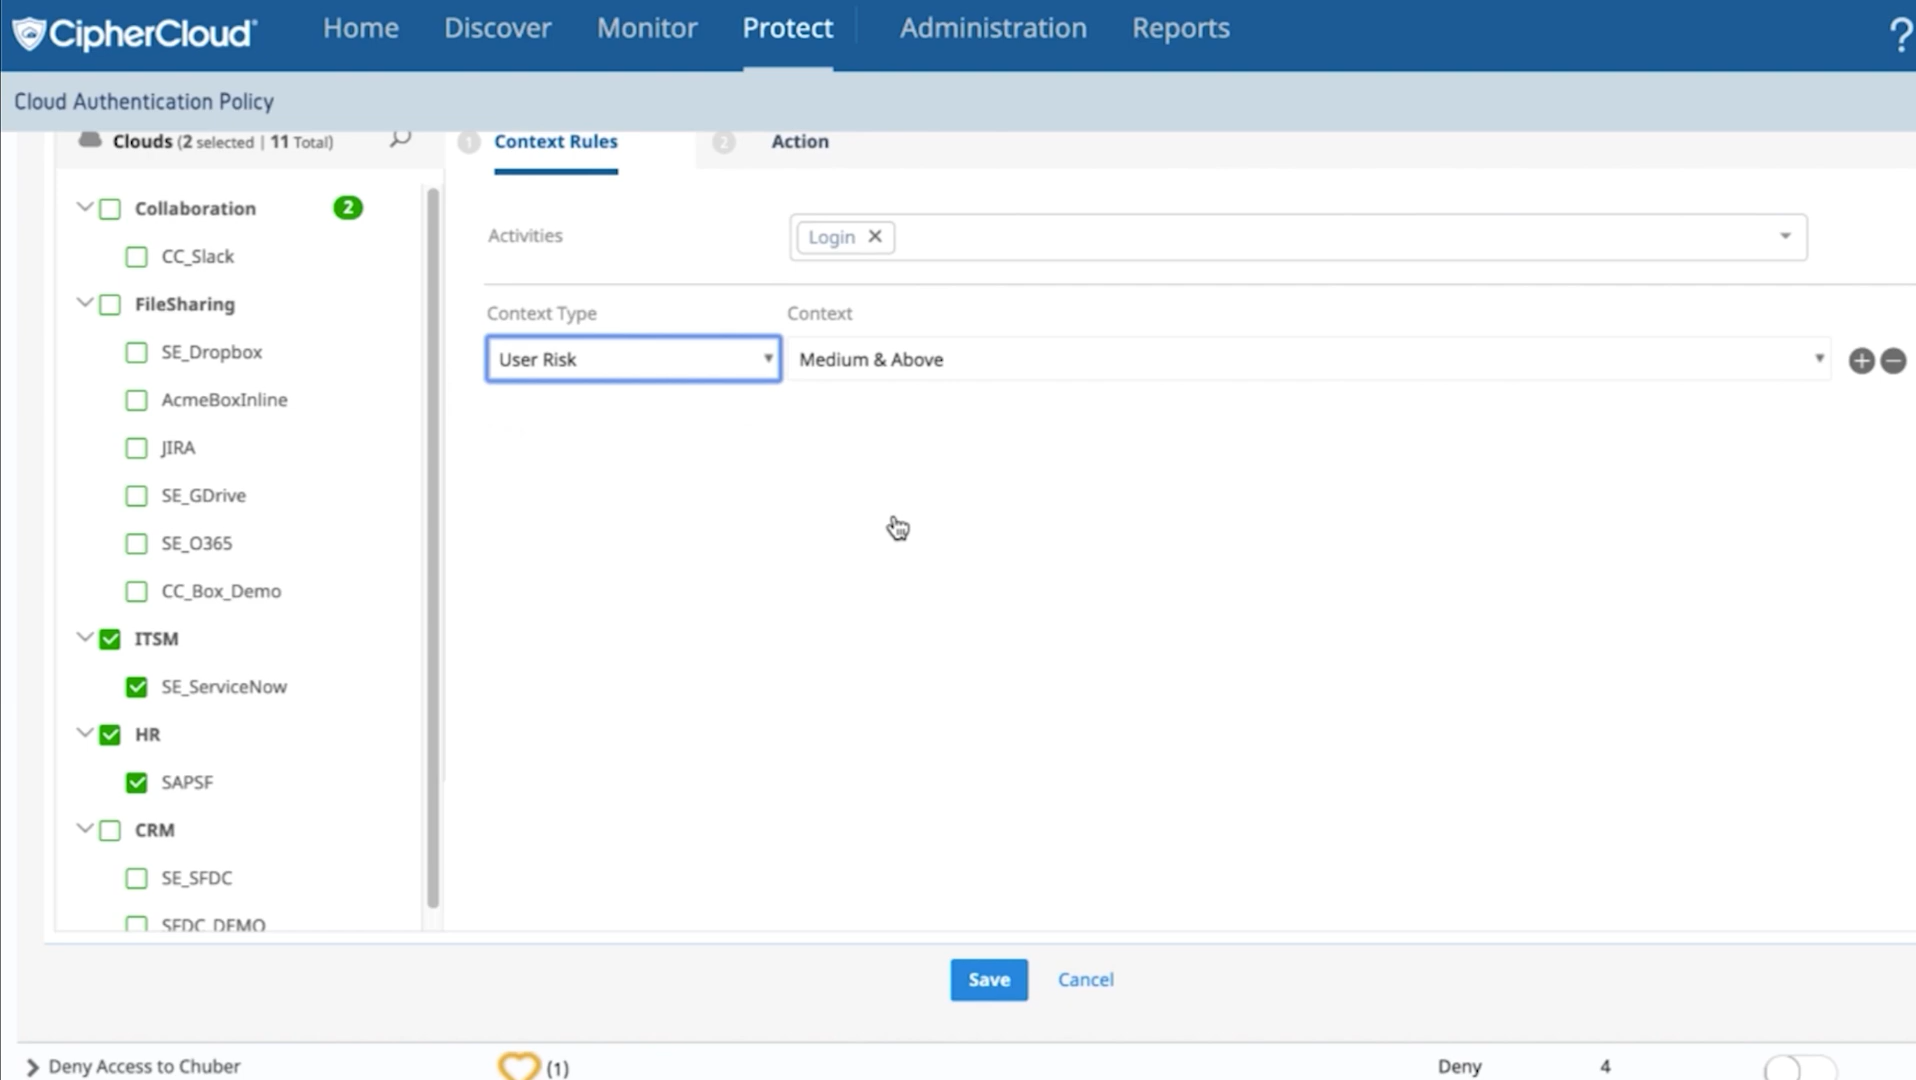 CipherCloud
Home Discover Monitor Protect Administration Reports ?
Cloud Authentication Policy
Clouds (2 selected | 11 Total)
1 Context Rules
2 Action
Collaboration 2
CC_Slack
FileSharing
SE_Dropbox
AcmeBoxInline
JIRA
SE_GDrive
SE_O365
CC_Box_Demo
ITSM
SE_ServiceNow
HR
SAPSF
CRM
SE_SFDC
SFDC_DEMO
Activities
Login ✕
Context Type Context
User Risk Medium & Above
Save Cancel
Deny Access to Chuber (1) Deny 4